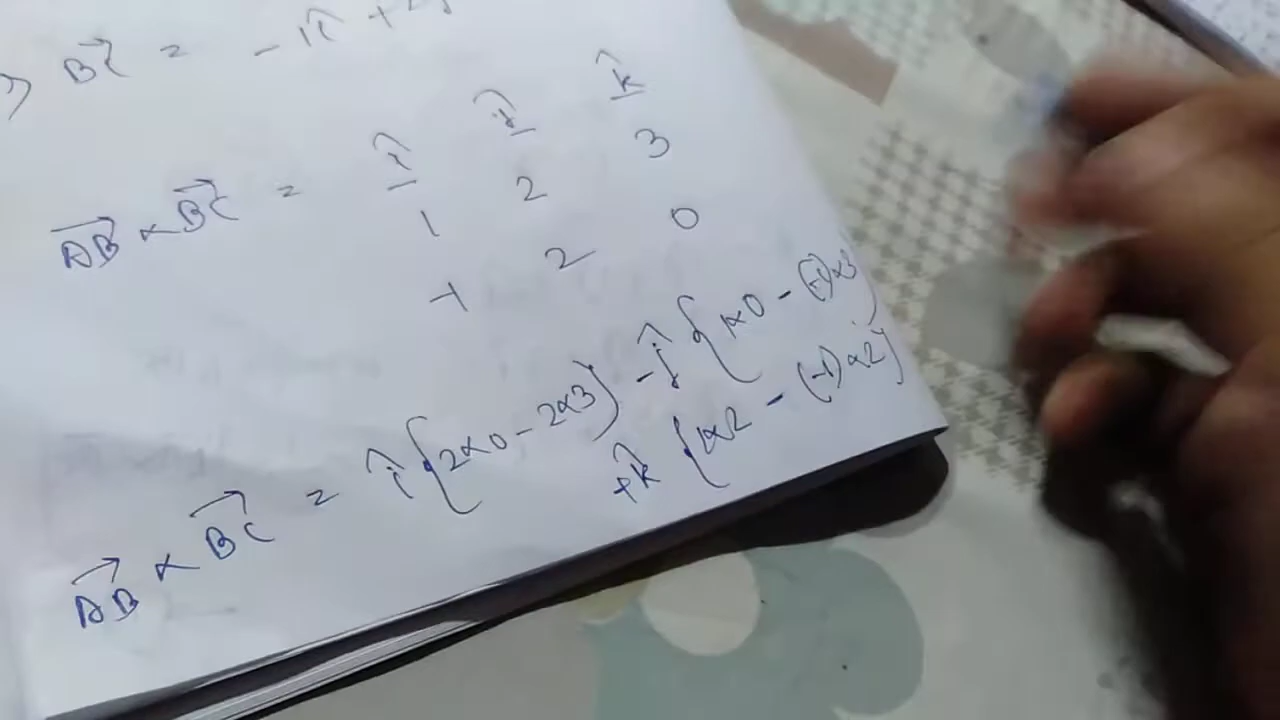 ⇒ BC⃗ = - 1î +
AB⃗ × BC⃗ = î ĵ k̂
1 2 3
-1 2 0
AB⃗ × BC⃗ = î {2×0 - 2×3} - ĵ {1×0 - (-1)×3}
+ k̂ {1×2 - (-1)×2}